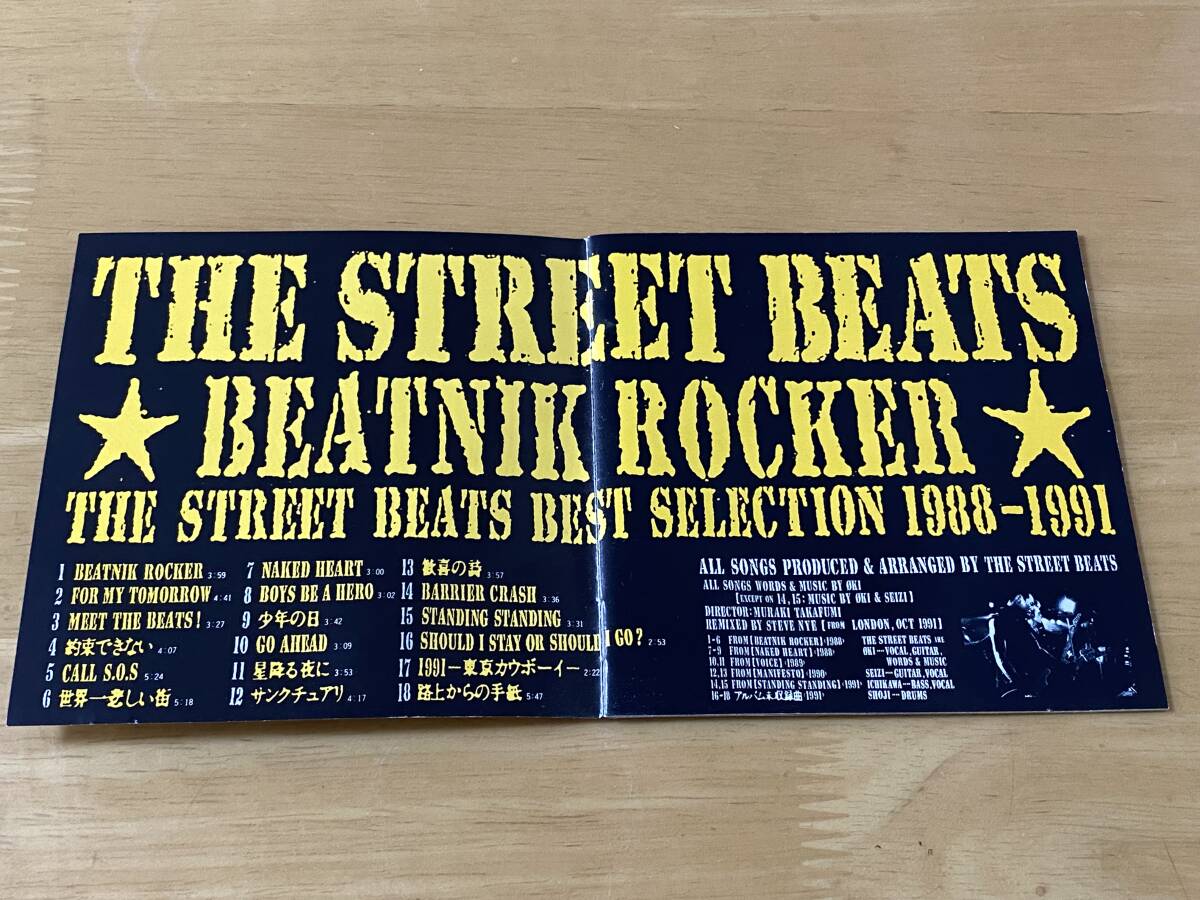 THE STREET BEATS
★BEATNIK ROCKER★
THE STREET BEATS BEST SELECTION 1988-1991
1 BEATNIK ROCKER 3:59
2 FOR MY TOMORROW 4:41
3 MEET THE BEATS! 3:27
4 約束できない 4:07
5 CALL S.O.S 5:24
6 世界一悲しい街 5:18
7 NAKED HEART 3:00
8 BOYS BE A HERO 3:02
9 少年の日 3:42
10 GO AHEAD 3:09
11 星降る夜に 3:53
12 サンクチュアリ 4:17
13 歓喜の詩 3:57
14 BARRIER CRASH 3:36
15 STANDING STANDING 3:31
16 SHOULD I STAY OR SHOULD I GO? 2:53
17 1991ー東京カウボーイー 2:22
18 路上からの手紙 5:47
ALL SONGS PRODUCED & ARRANGED BY THE STREET BEATS
ALL SONGS WORDS & MUSIC BY ØKI
[EXCEPT ON 14, 15: MUSIC BY ØKI & SEIZI]
DIRECTOR: MURAKI TAKAFUMI
REMIXED BY STEVE NYE [FROM LONDON, OCT 1991]
1-6 FROM [BEATNIK ROCKER] 1988
7-9 FROM [NAKED HEART] 1988
10,11 FROM [VOICE] 1989
12,13 FROM [MANIFESTO] 1990
14,15 FROM [STANDING STANDING] 1991
16-18 アルバム未収録曲 1991
THE STREET BEATS ARE
ØKI—VOCAL, GUITAR,
WORDS & MUSIC
SEIZI—GUITAR, VOCAL
ICHIKAWA—BASS, VOCAL
SHOJI—DRUMS